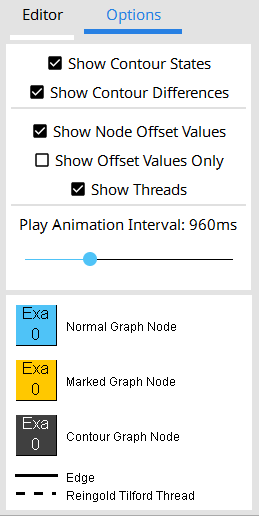 Editor Options
Show Contour States
Show Contour Differences
Show Node Offset Values
Show Offset Values Only
Show Threads
Play Animation Interval: 960ms
Exa
0
Normal Graph Node
Exa
0
Marked Graph Node
Exa
0
Contour Graph Node
Edge
Reingold Tilford Thread